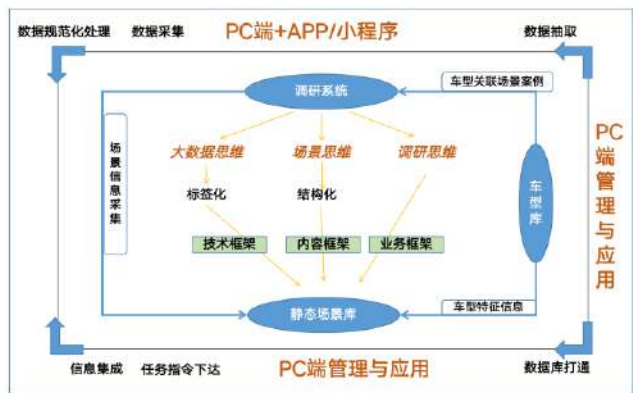 数据规范化处理 数据采集 PC端+APP/小程序 数据抽取
调研系统
车型关联场景案例
大数据思维 场景思维 调研思维
场景信息采集
标签化 结构化
车型库
PC端管理与应用
技术框架 内容框架 业务框架
静态场景库
车型特征信息
信息集成 任务指令下达 PC端管理与应用 数据库打通